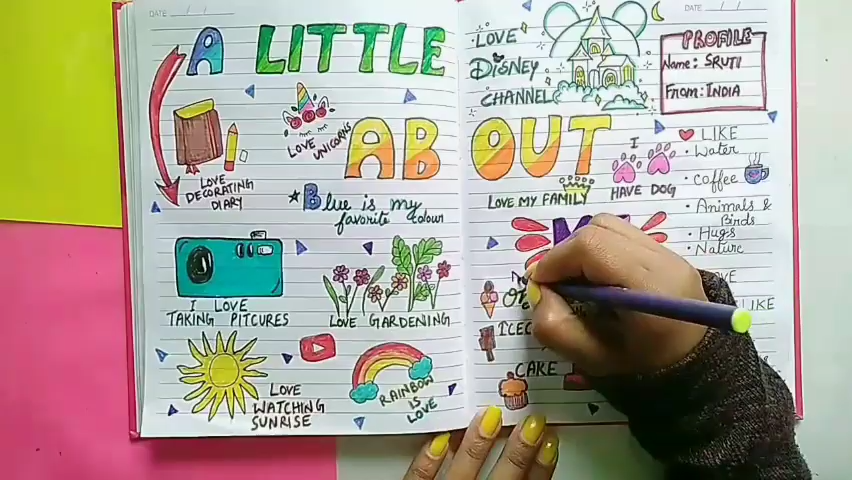 DATE
A LITTLE
LOVE
DECORATING
DIARY
LOVE UNICORNS
AB
★Blue is my
favorite colour
I LOVE
TAKING PITCURES
LOVE GARDENING
LOVE
WATCHING
SUNRISE
RAINBOW
IS
LOVE
DATE
·LOVE
DiSNEY
CHANNEL
PROFILE
Name: SRUTI
From: INDIA
OUT
I
HAVE DOG
LOVE MY FAMILY
LIKE
• Water
• Coffee
• Animals &
Birds
• Hugs
• Nature
LIKE
CAKE